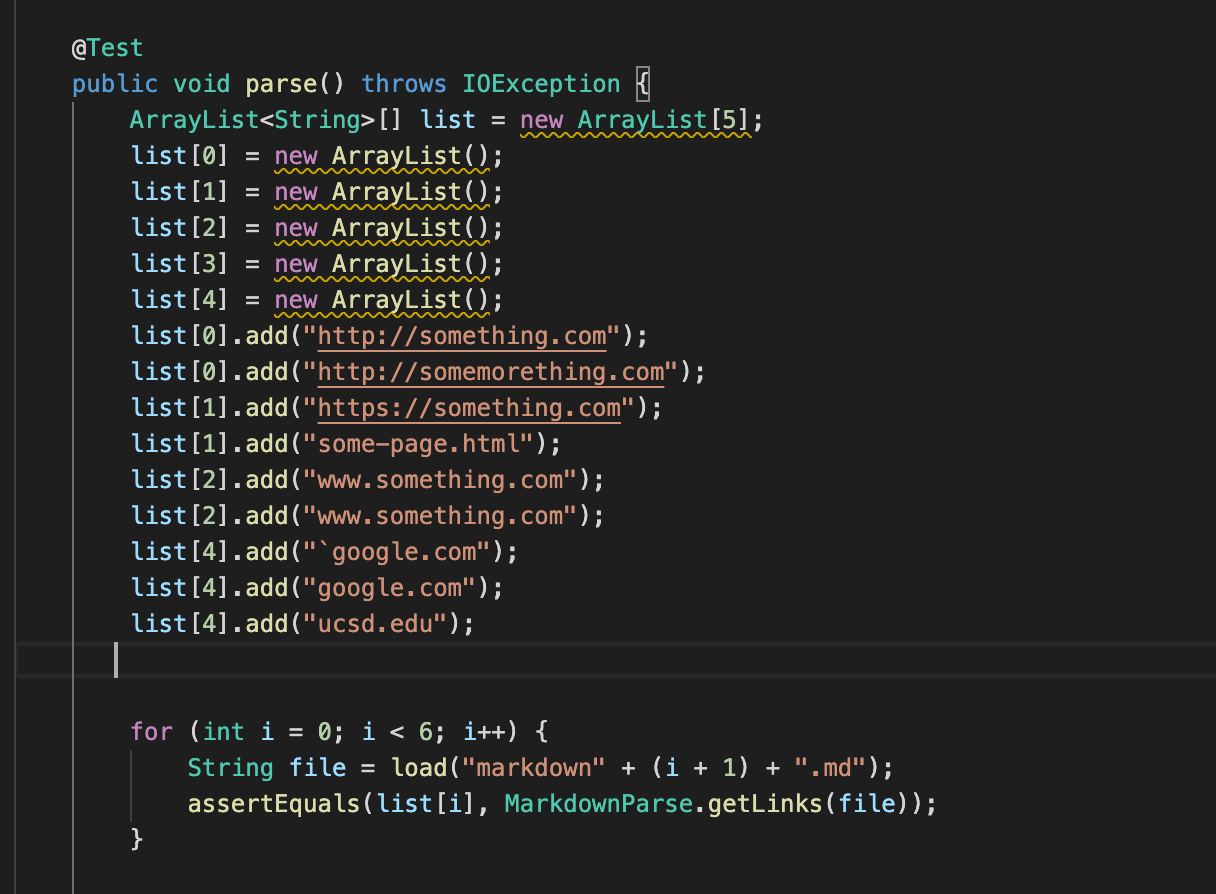 @Test
public void parse() throws IOException {
ArrayList<String>[] list = new ArrayList[5];
list[0] = new ArrayList();
list[1] = new ArrayList();
list[2] = new ArrayList();
list[3] = new ArrayList();
list[4] = new ArrayList();
list[0].add("http://something.com");
list[0].add("http://somemorething.com");
list[1].add("https://something.com");
list[1].add("some-page.html");
list[2].add("www.something.com");
list[2].add("www.something.com");
list[4].add("`google.com");
list[4].add("google.com");
list[4].add("ucsd.edu");
for (int i = 0; i < 6; i++) {
String file = load("markdown" + (i + 1) + ".md");
assertEquals(list[i], MarkdownParse.getLinks(file));
}